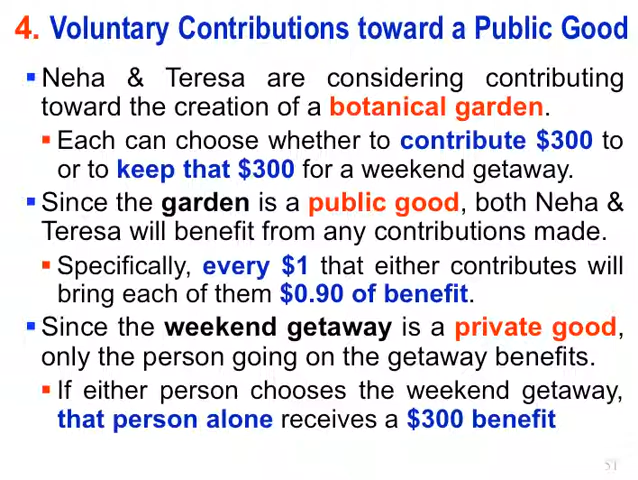 4. Voluntary Contributions toward a Public Good
▪Neha & Teresa are considering contributing
toward the creation of a botanical garden.
▪Each can choose whether to contribute $300 to
or to keep that $300 for a weekend getaway.
▪Since the garden is a public good, both Neha &
Teresa will benefit from any contributions made.
▪Specifically, every $1 that either contributes will
bring each of them $0.90 of benefit.
▪Since the weekend getaway is a private good,
only the person going on the getaway benefits.
▪If either person chooses the weekend getaway,
that person alone receives a $300 benefit
51